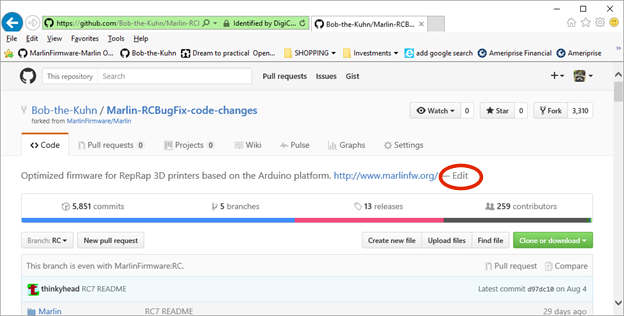 https://github.com/Bob-the-Kuhn/Marlin-RCI
Identified by DigiC...
Bob-the-Kuhn/Marlin-RCBu...
File Edit View Favorites Tools Help
MarlinFirmware-Marlin O... Bob-the-Kuhn Dream to practical Open... SHOPPING Investments add google search Ameriprise Financial Ameriprise
This repository Search Pull requests Issues Gist
Bob-the-Kuhn / Marlin-RCBugFix-code-changes Watch 0 Star 0 Fork 3,310
forked from MarlinFirmware/Marlin
Code Pull requests 0 Projects 0 Wiki Pulse Graphs Settings
Optimized firmware for RepRap 3D printers based on the Arduino platform. http://www.marlinfw.org/ — Edit
5,851 commits 5 branches 13 releases 259 contributors
Branch: RC New pull request Create new file Upload files Find file Clone or download
This branch is even with MarlinFirmware:RC. Pull request Compare
thinkyhead RC7 README Latest commit d97dc10 on Aug 4
Marlin RC7 README 29 days ago